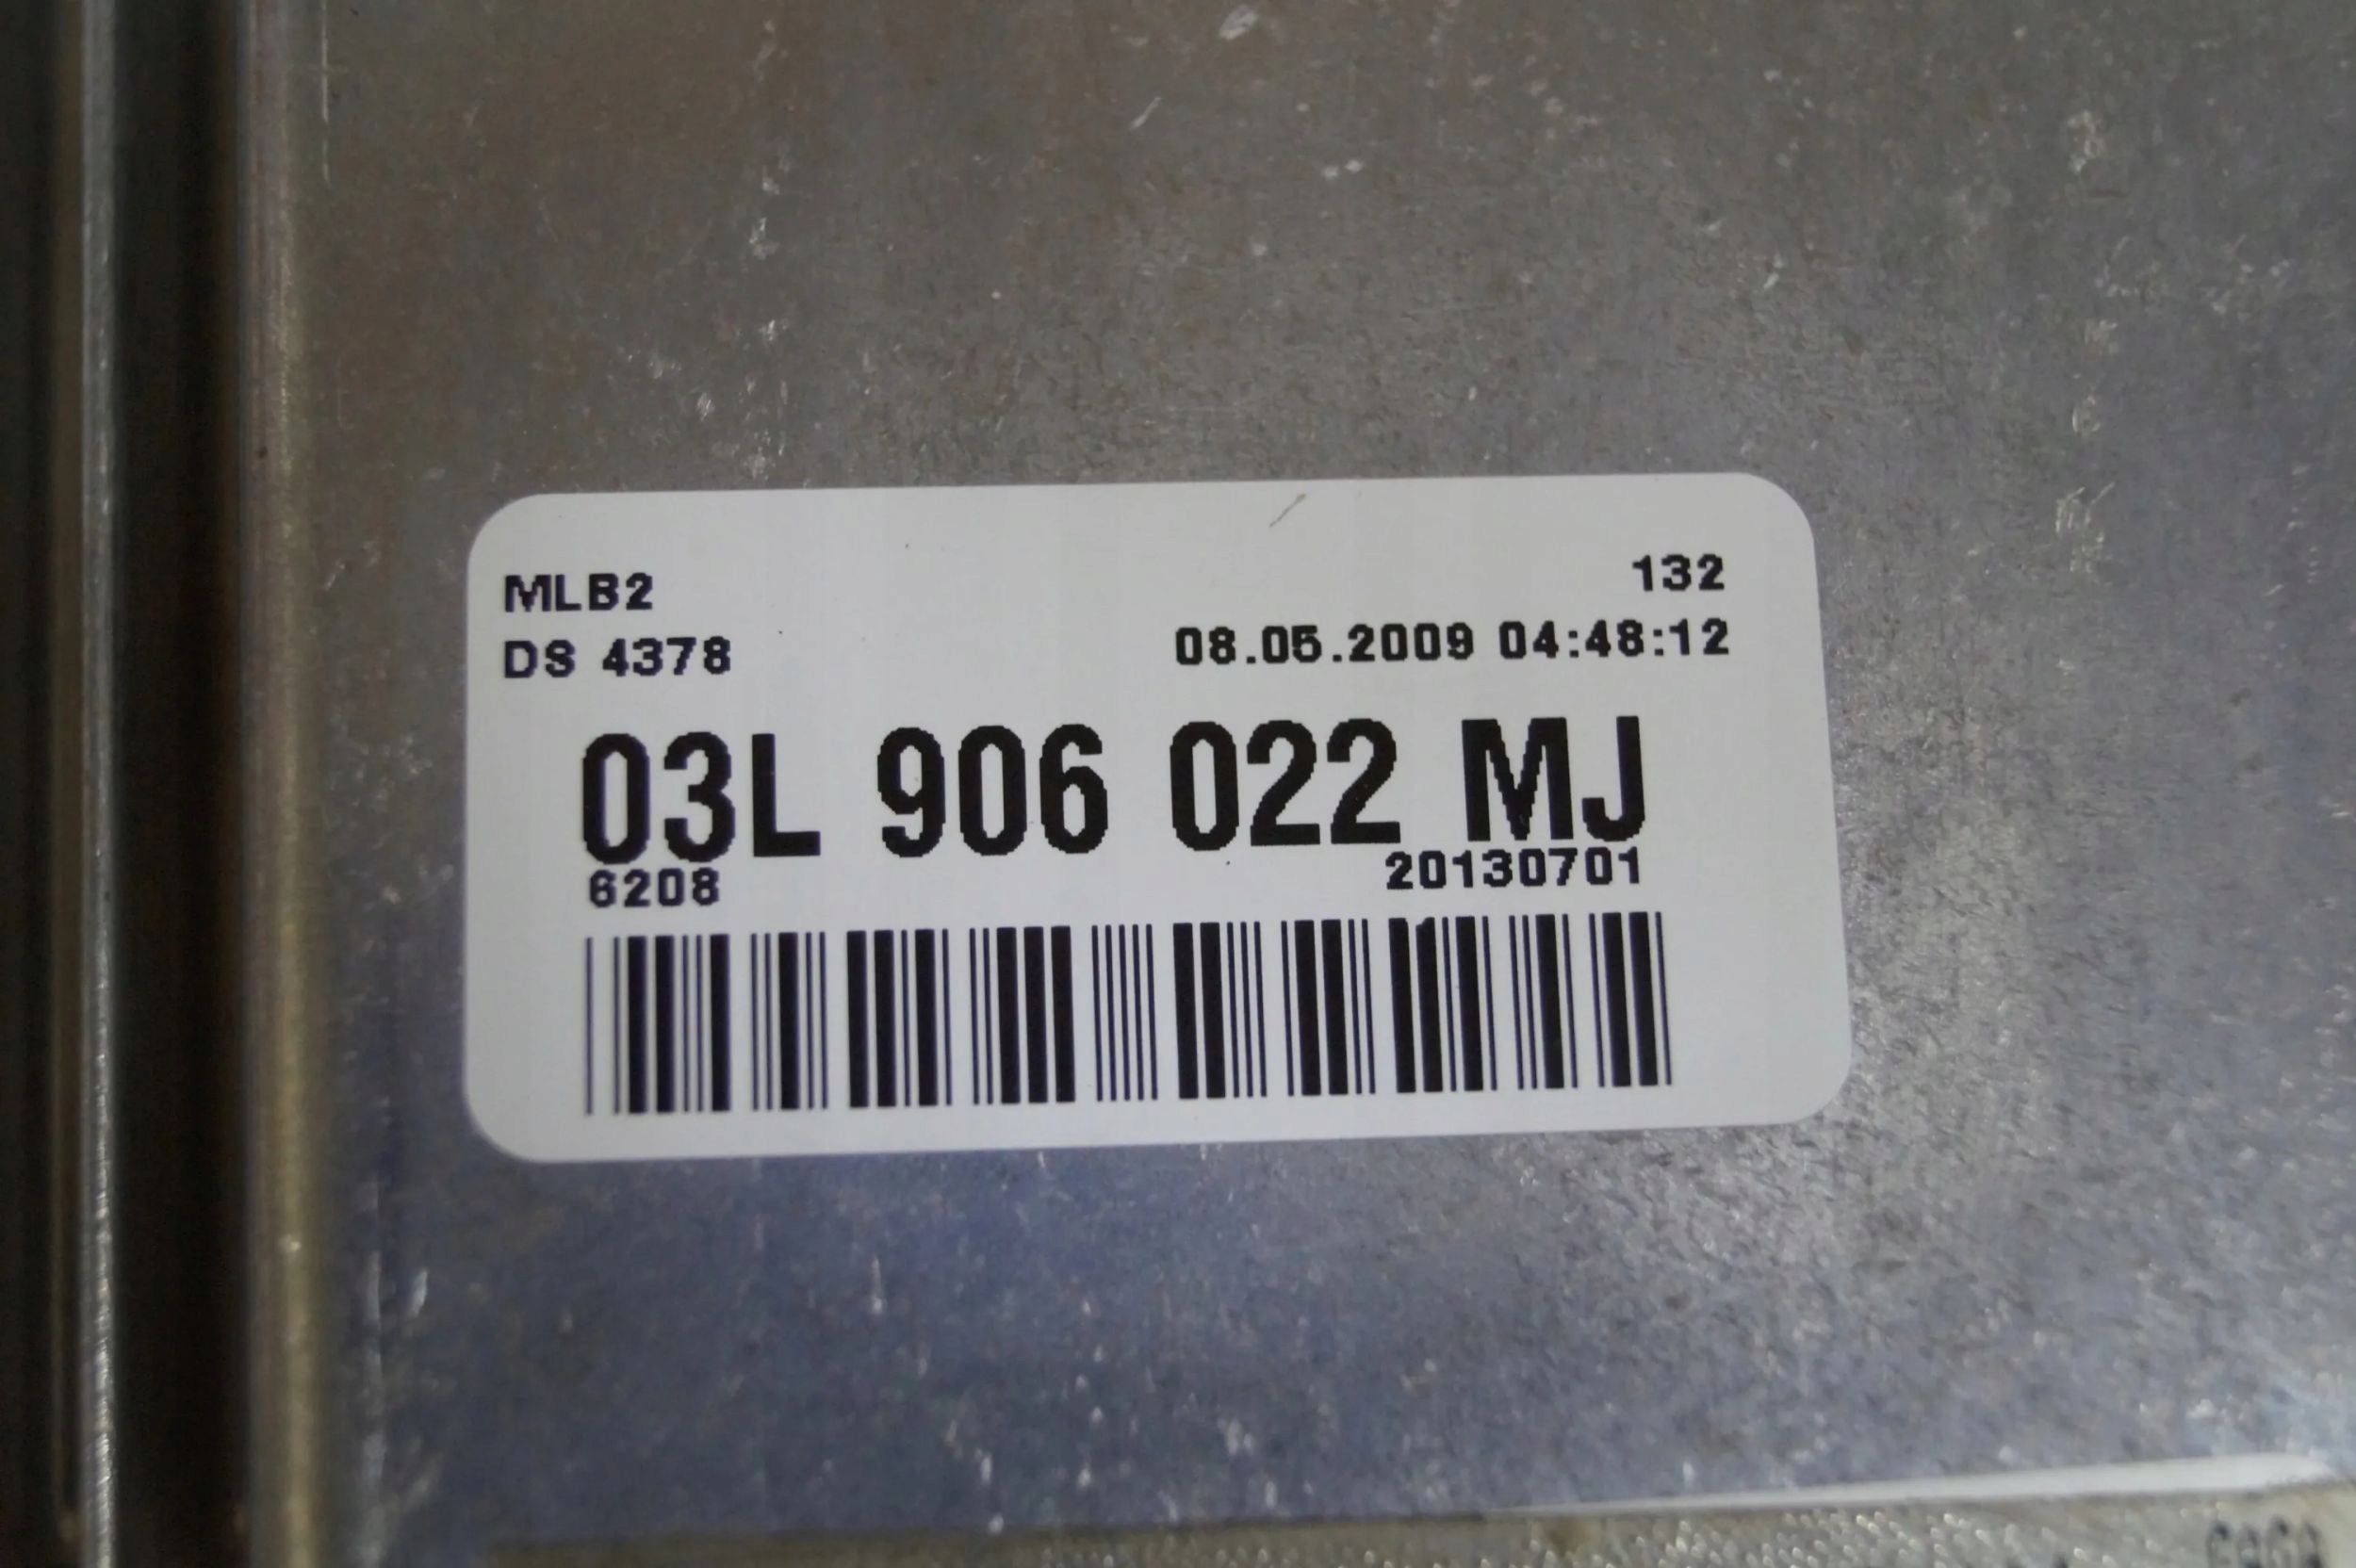 MLB2 132
DS 4378 08.05.2009 04:48:12
03L 906 022 MJ
6208 20130701